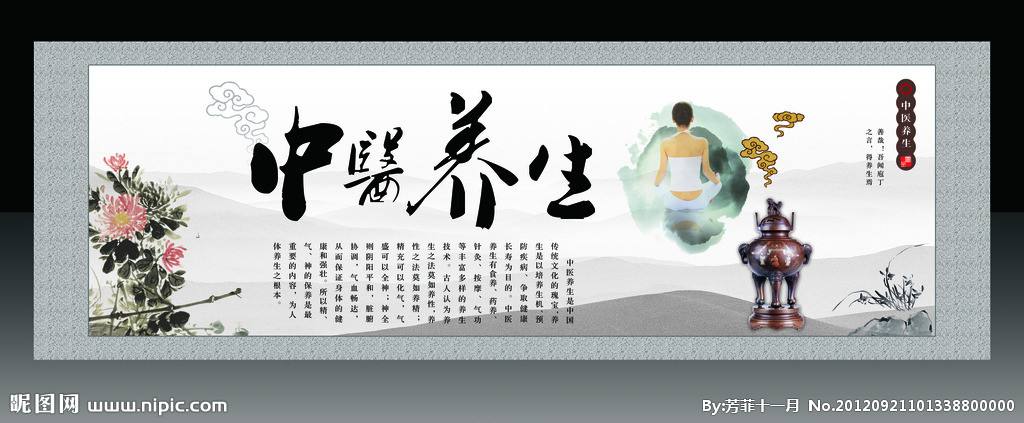 中醫养生
中医养生是中国
传统文化的瑰宝,养
生是以培养生机、预
防疾病、争取健康
长寿为目的。中医
养生有食养、药养、
针灸、按摩、气功
等丰富多样的养生
技术。古人认为养
生之法莫如养性,养
性之法莫如养精;
精充可以化气,气
盛可以全神;神全
则阴阳平和,脏腑
协调,气血畅达,
从而保证身体的健
康和强壮。所以精、
气、神的保养是最
重要的内容,为人
体养生之根本。
中医养生
善哉!吾闻庖丁
之言,得养生焉
昵图网 www.nipic.com
By:芳菲十一月 No.20120921101338800000